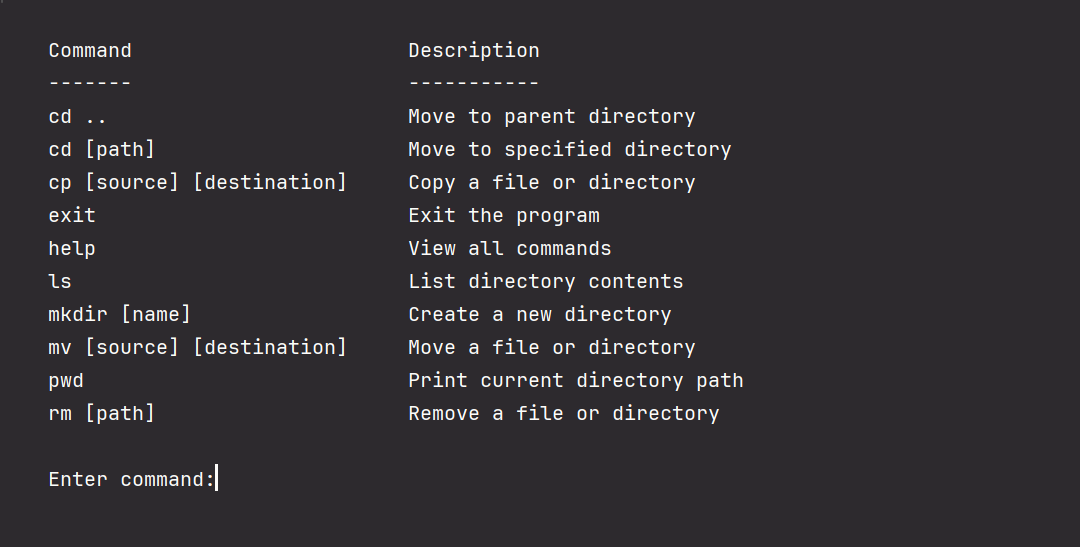 Command Description
------- -----------
cd .. Move to parent directory
cd [path] Move to specified directory
cp [source] [destination] Copy a file or directory
exit Exit the program
help View all commands
ls List directory contents
mkdir [name] Create a new directory
mv [source] [destination] Move a file or directory
pwd Print current directory path
rm [path] Remove a file or directory
Enter command: